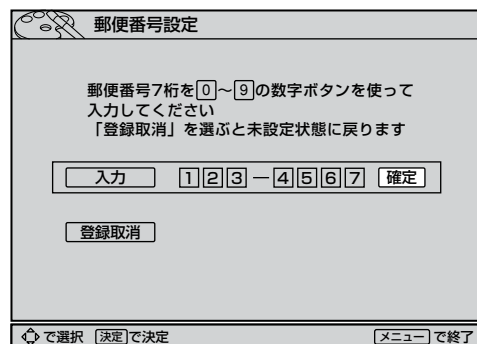 郵便番号設定
郵便番号7桁を0~9の数字ボタンを使って
入力してください
「登録取消」を選ぶと未設定状態に戻ります
入力 123-4567 確定
登録取消
で選択 決定で決定 メニューで終了